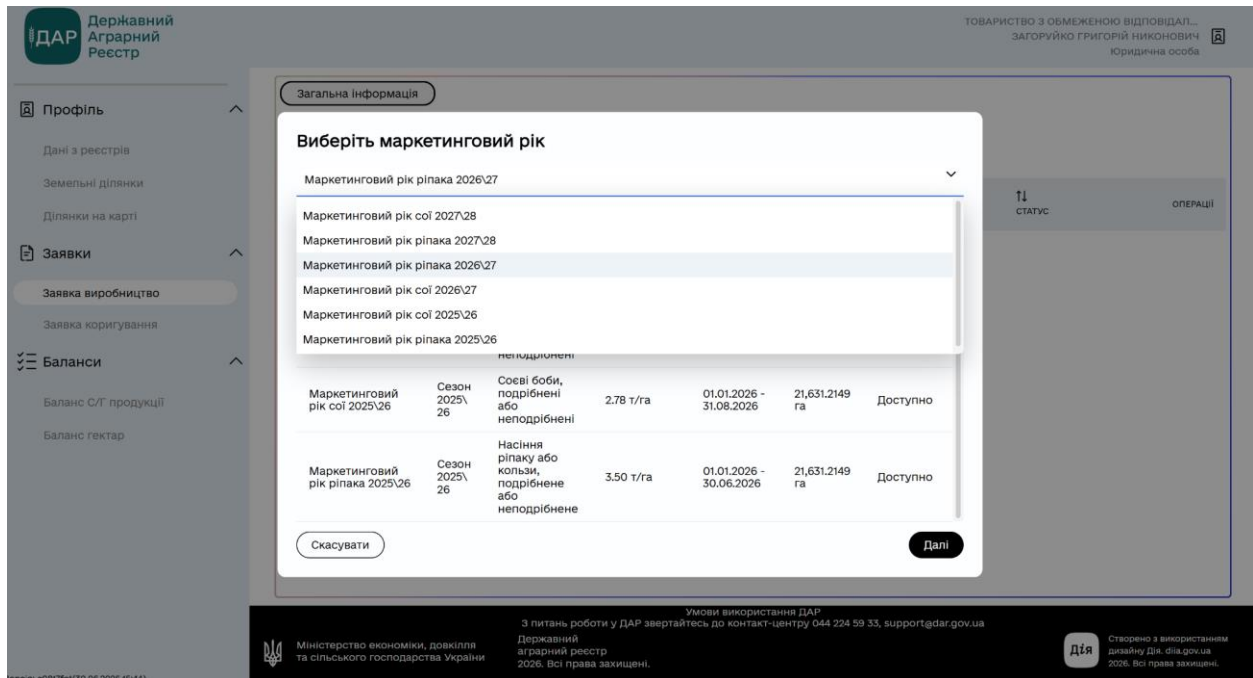 ДАР
Державний
Аграрний
Реєстр
ТОВАРИСТВО З ОБМЕЖЕНОЮ ВІДПОВІДАЛ...
ЗАГОРУЙКО ГРИГОРІЙ НИКОНОВИЧ
Юридична особа
Профіль
Дані з реєстрів
Земельні ділянки
Ділянки на карті
Заявки
Заявка виробництво
Заявка коригування
Баланси
Баланс С/Г продукції
Баланс гектар
Загальна інформація
СТАТУС
ОПЕРАЦІЇ
Виберіть маркетинговий рік
Маркетинговий рік ріпака 2026\27
Маркетинговий рік сої 2027\28
Маркетинговий рік ріпака 2027\28
Маркетинговий рік ріпака 2026\27
Маркетинговий рік сої 2026\27
Маркетинговий рік сої 2025\26
Маркетинговий рік ріпака 2025\26
неподрібнені
Маркетинговий
рік сої 2025\26
Сезон
2025\
26
Соєві боби,
подрібнені
або
неподрібнені
2.78 т/га
01.01.2026 -
31.08.2026
21,631.2149
га
Доступно
Маркетинговий
рік ріпака 2025\26
Сезон
2025\
26
Насіння
ріпаку або
кользи,
подрібнене
або
неподрібнене
3.50 т/га
01.01.2026 -
30.06.2026
21,631.2149
га
Доступно
Скасувати
Далі
Умови використання ДАР
З питань роботи у ДАР звертайтесь до контакт-центру 044 224 59 33, support@dar.gov.ua
Міністерство економіки, довкілля
та сільського господарства України
Державний
аграрний реєстр
2026. Всі права захищені.
Дія
Створено з використанням
дизайну Дія. diia.gov.ua
2026. Всі права захищені.